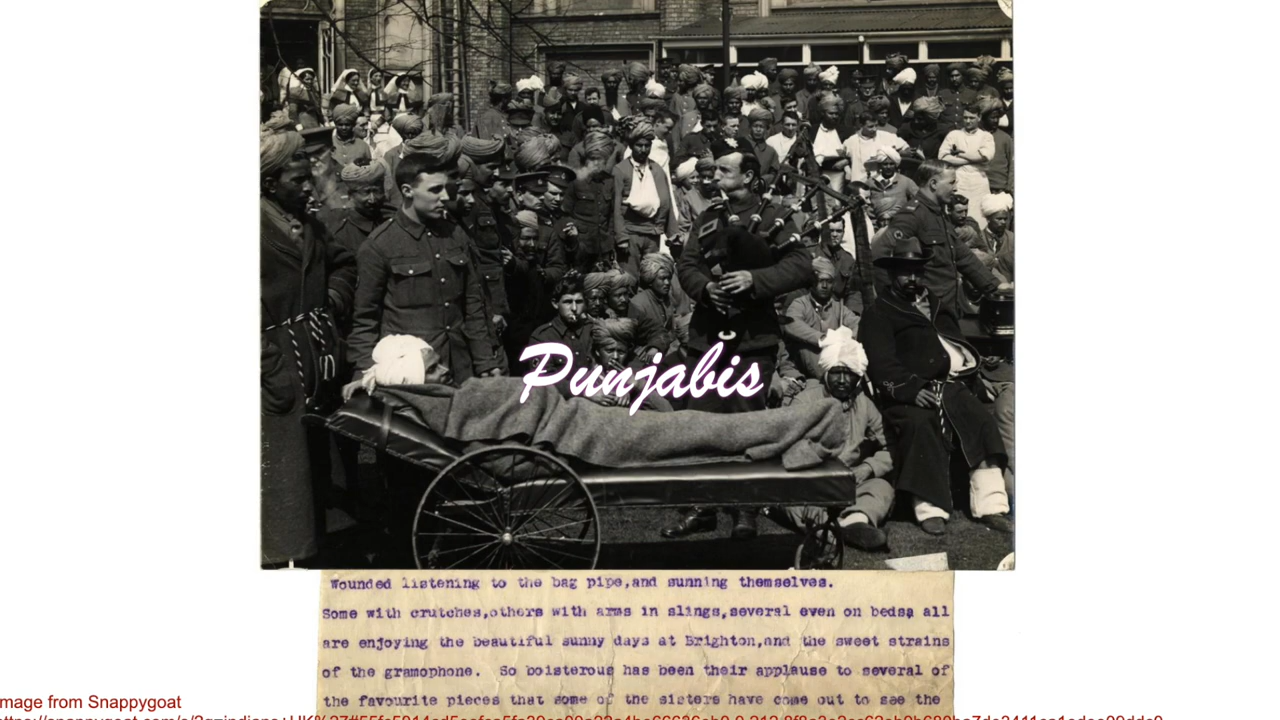 Punjabis
Wounded listening to the bag pipe,and sunning themselves.
Some with crutches,others with arms in slings,several even on beds, all
are enjoying the beautiful sunny days at Brighton,and the sweet strains
of the gramophone. So boisterous has been their applause to several of
the favourite pieces that some of the sisters have come out to see the
mage from Snappygoat